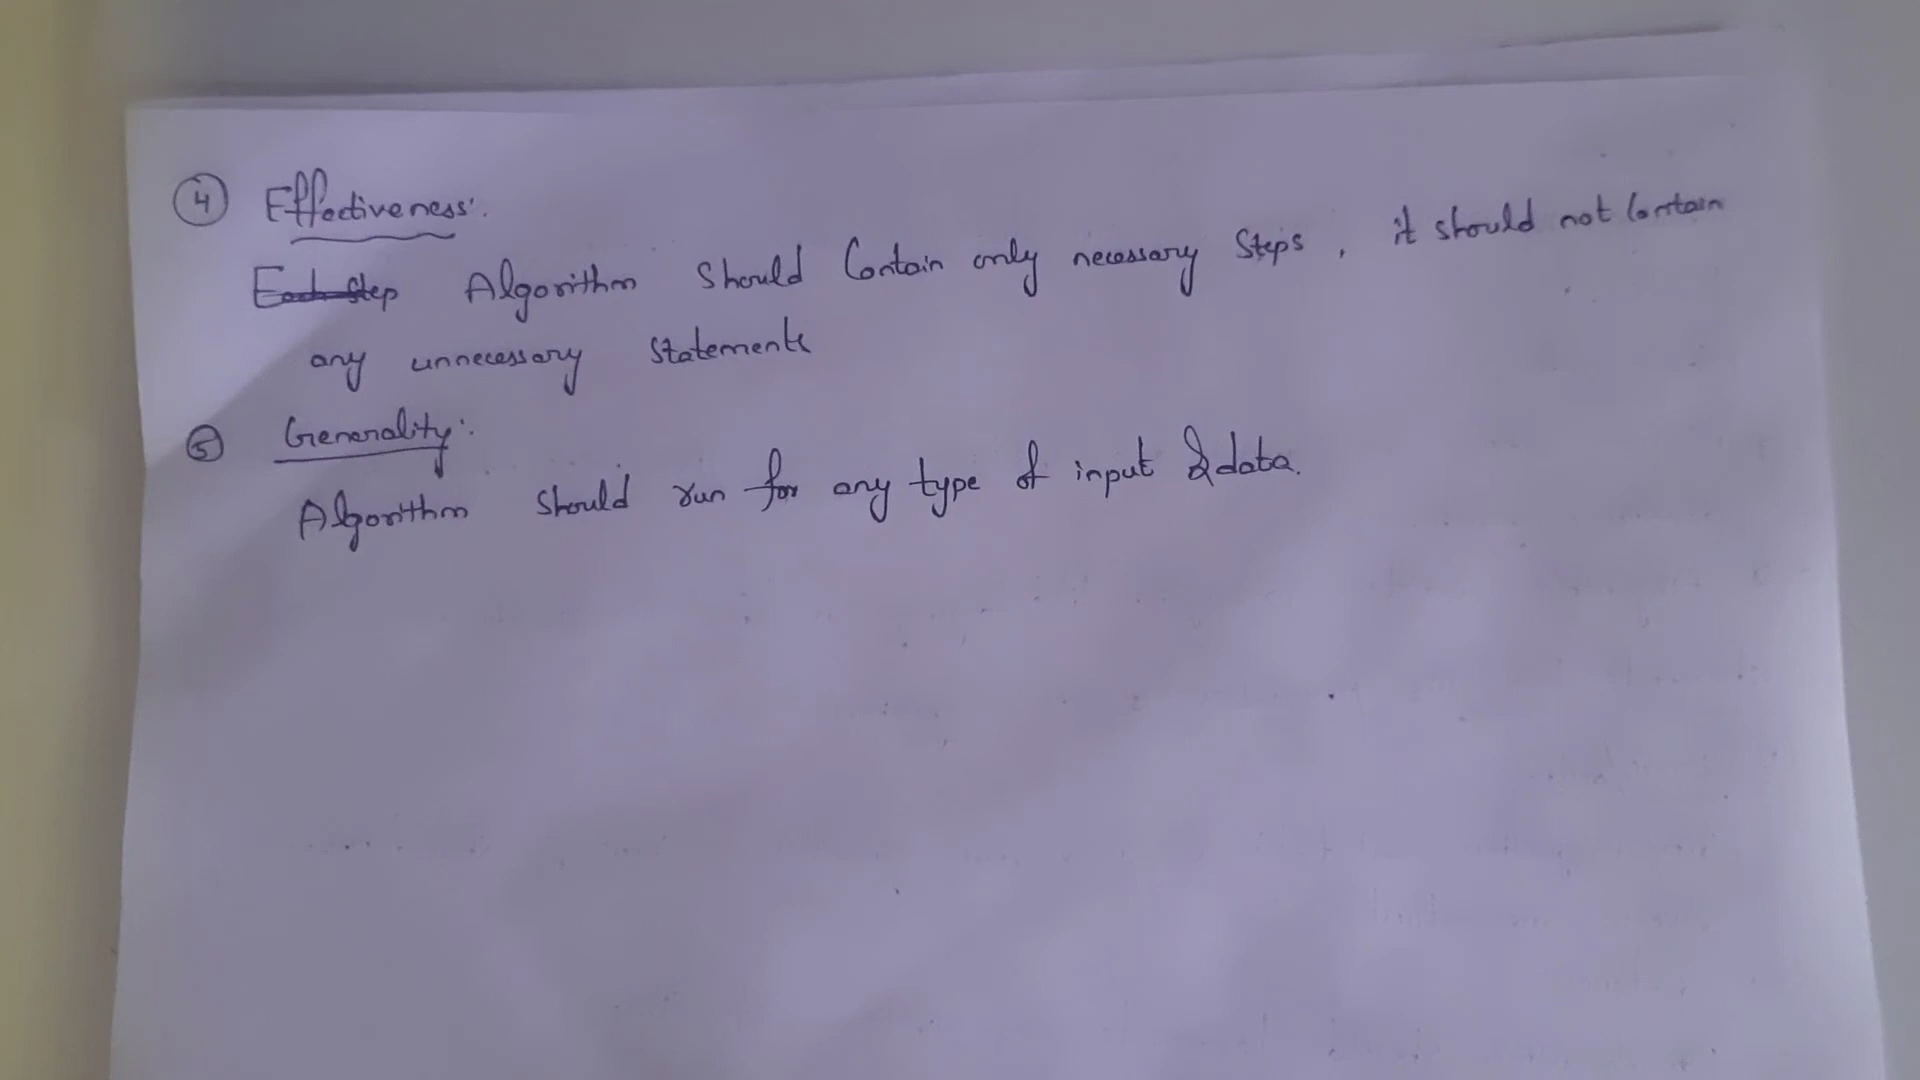 4 Effectiveness:
Each step Algorithm should Contain only necessary Steps, it should not Contain
any unnecessary statements
5 Generality:
Algorithm should run for any type of input & data.